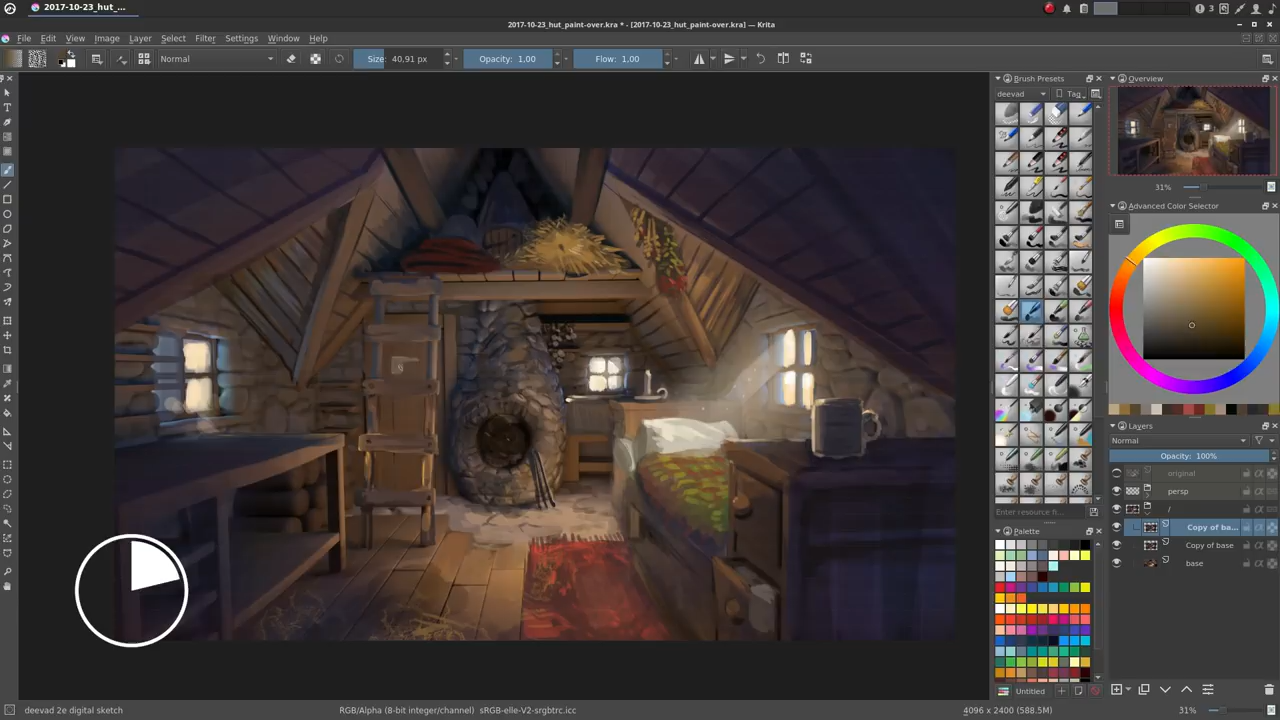 2017-10-23_hut_...
3
2017-10-23_hut_paint-over.kra * - [2017-10-23_hut_paint-over.kra] — Krita
File Edit View Image Layer Select Filter Settings Window Help
Normal Size: 40,91 px Opacity: 1,00 Flow: 1,00
Brush Presets
deevad Tag
Enter resource fi...
Palette
Untitled
Overview
31%
Advanced Color Selector
Layers
Normal
Opacity: 100%
original
persp
/
Copy of ba...
Copy of base
base
deevad 2e digital sketch RGB/Alpha (8-bit integer/channel) sRGB-elle-V2-srgbtrc.icc 4096 x 2400 (588.5M) 31%